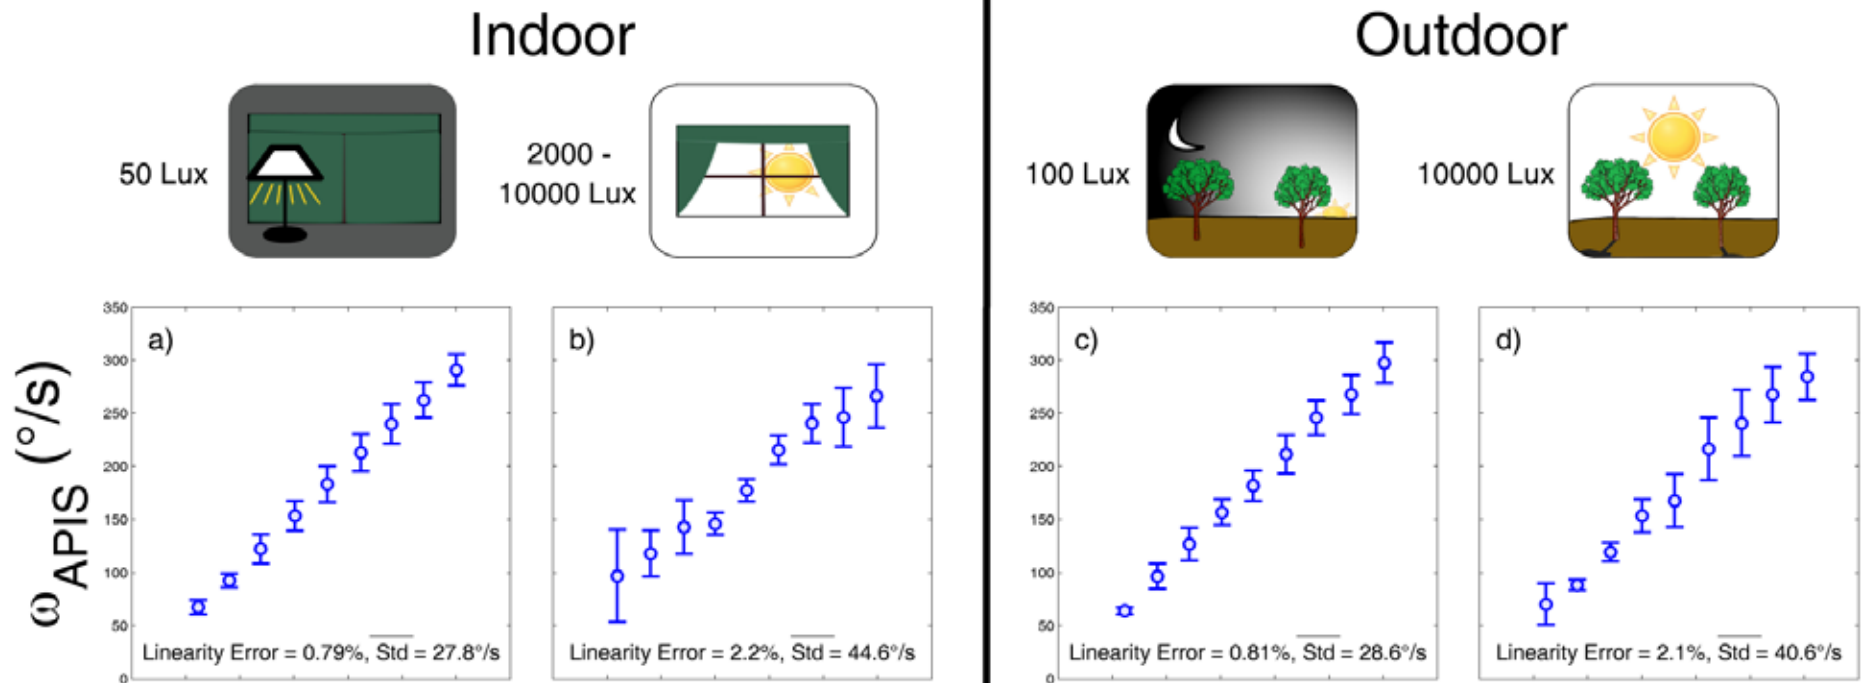 Indoor
Outdoor
50 Lux
2000 -
10000 Lux
100 Lux
10000 Lux
ω_APIS (°/s)
350
300
250
200
150
100
50
0
a)
Linearity Error = 0.79%, Std = 27.8°/s
b)
Linearity Error = 2.2%, Std = 44.6°/s
350
300
250
200
150
100
50
0
c)
Linearity Error = 0.81%, Std = 28.6°/s
d)
Linearity Error = 2.1%, Std = 40.6°/s